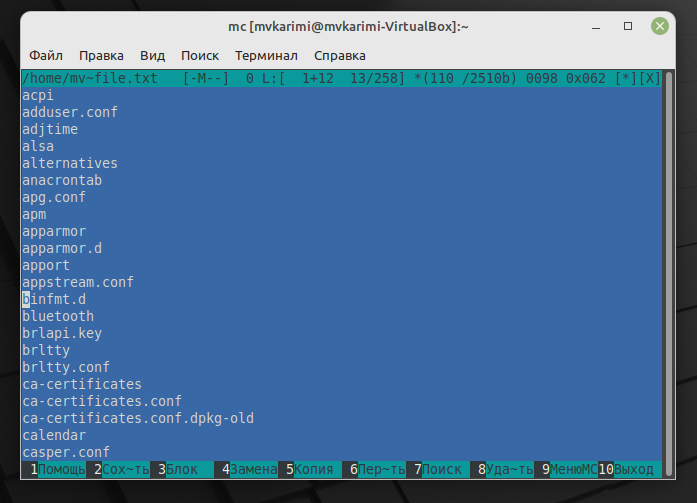 mc [mvkarimi@mvkarimi-VirtualBox]:~
Файл Правка Вид Поиск Терминал Справка
/home/mv~file.txt [-M--] 0 L:[ 1+12 13/258] *(110 /2510b) 0098 0x062 [*][X]
acpi
adduser.conf
adjtime
alsa
alternatives
anacrontab
apg.conf
apm
apparmor
apparmor.d
apport
appstream.conf
binfmt.d
bluetooth
brlapi.key
brltty
brltty.conf
ca-certificates
ca-certificates.conf
ca-certificates.conf.dpkg-old
calendar
casper.conf
1Помощь 2Сох~ть 3Блок 4Замена 5Копия 6Пер~ть 7Поиск 8Уда~ть 9МенюMC 10Выход